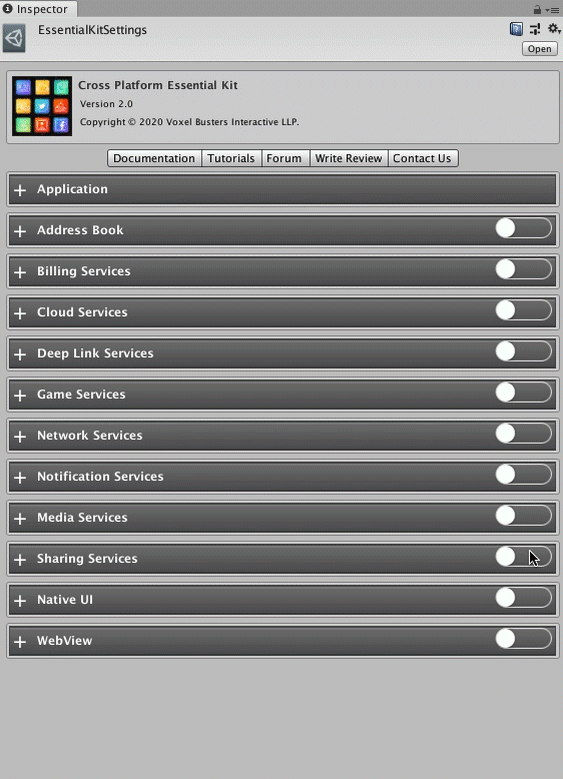 Inspector
EssentialKitSettings
Open
Cross Platform Essential Kit
Version 2.0
Copyright © 2020 Voxel Busters Interactive LLP.
Documentation Tutorials Forum Write Review Contact Us
Application
Address Book
Billing Services
Cloud Services
Deep Link Services
Game Services
Network Services
Notification Services
Media Services
Sharing Services
Native UI
WebView